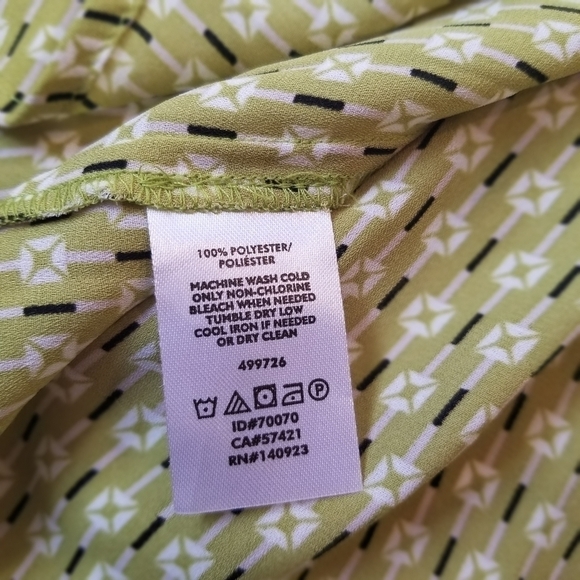 100% POLYESTER/
POLIÉSTER
MACHINE WASH COLD
ONLY NON-CHLORINE
BLEACH WHEN NEEDED
TUMBLE DRY LOW
COOL IRON IF NEEDED
OR DRY CLEAN
499726
P
ID#70070
CA#57421
RN#140923